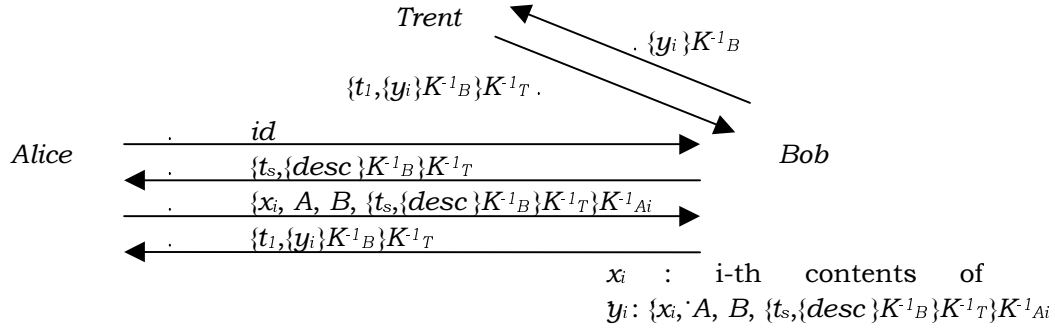 Trent
. {yi}K-1B
{t1,{yi}K-1B}K-1T .
. id
Alice
Bob
. {ts,{desc}K-1B}K-1T
. {xi, A, B, {ts,{desc}K-1B}K-1T}K-1Ai
. {t1,{yi}K-1B}K-1T
xi : i-th contents of
yi: {xi, A, B, {ts,{desc}K-1B}K-1T}K-1Ai